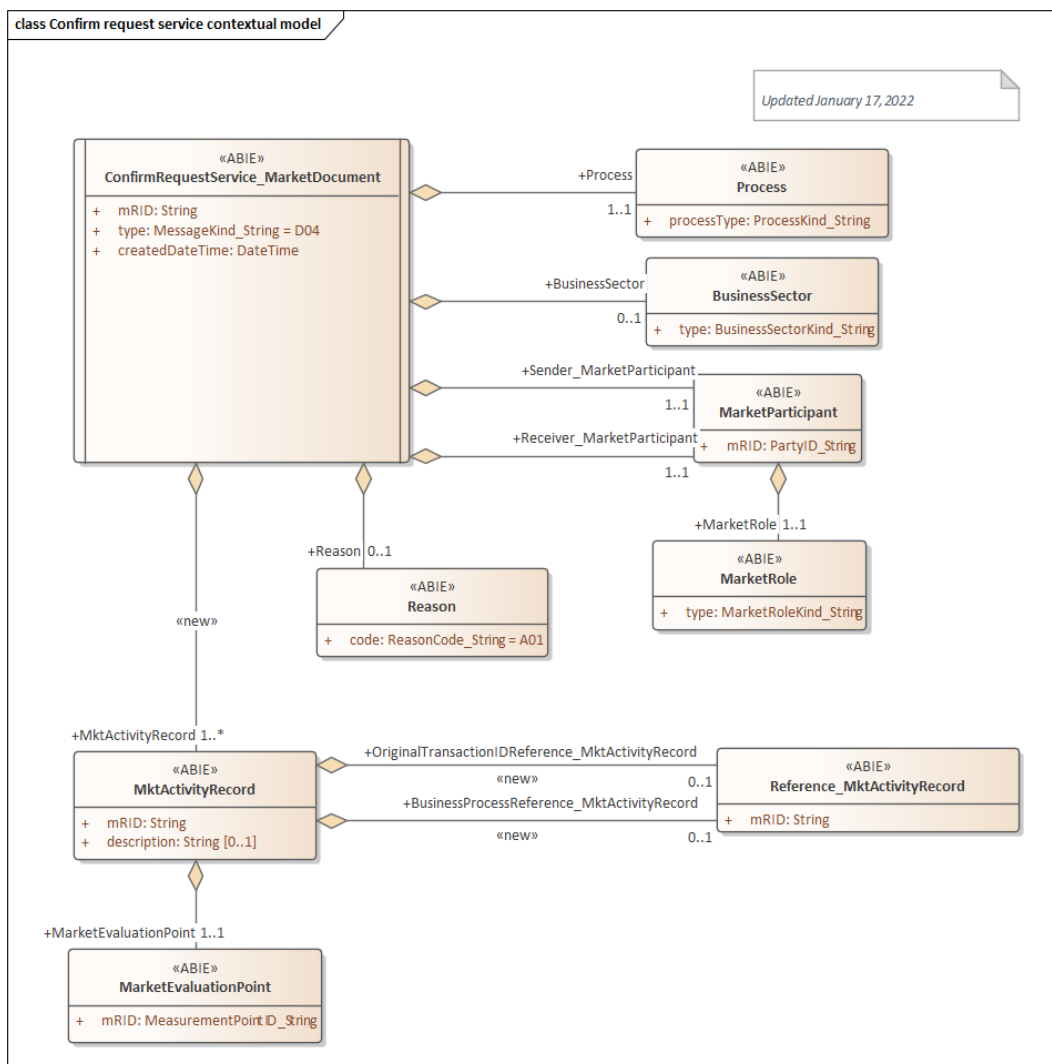 class Confirm request service contextual model
Updated January 17, 2022
«ABIE»
ConfirmRequestService_MarketDocument
+ mRID: String
+ type: MessageKind_String = D04
+ createdDateTime: DateTime
+Process
1..1
«ABIE»
Process
+ processType: ProcessKind_String
+BusinessSector
0..1
«ABIE»
BusinessSector
+ type: BusinessSectorKind_String
+Sender_MarketParticipant
1..1
+Receiver_MarketParticipant
1..1
«ABIE»
MarketParticipant
+ mRID: PartyID_String
+MarketRole 1..1
«ABIE»
MarketRole
+ type: MarketRoleKind_String
+Reason 0..1
«ABIE»
Reason
+ code: ReasonCode_String = A01
«new»
+MktActivityRecord 1..*
«ABIE»
MktActivityRecord
+ mRID: String
+ description: String [0..1]
+OriginalTransactionIDReference_MktActivityRecord
«new»
0..1
+BusinessProcessReference_MktActivityRecord
«new»
0..1
«ABIE»
Reference_MktActivityRecord
+ mRID: String
+MarketEvaluationPoint 1..1
«ABIE»
MarketEvaluationPoint
+ mRID: MeasurementPointID_String